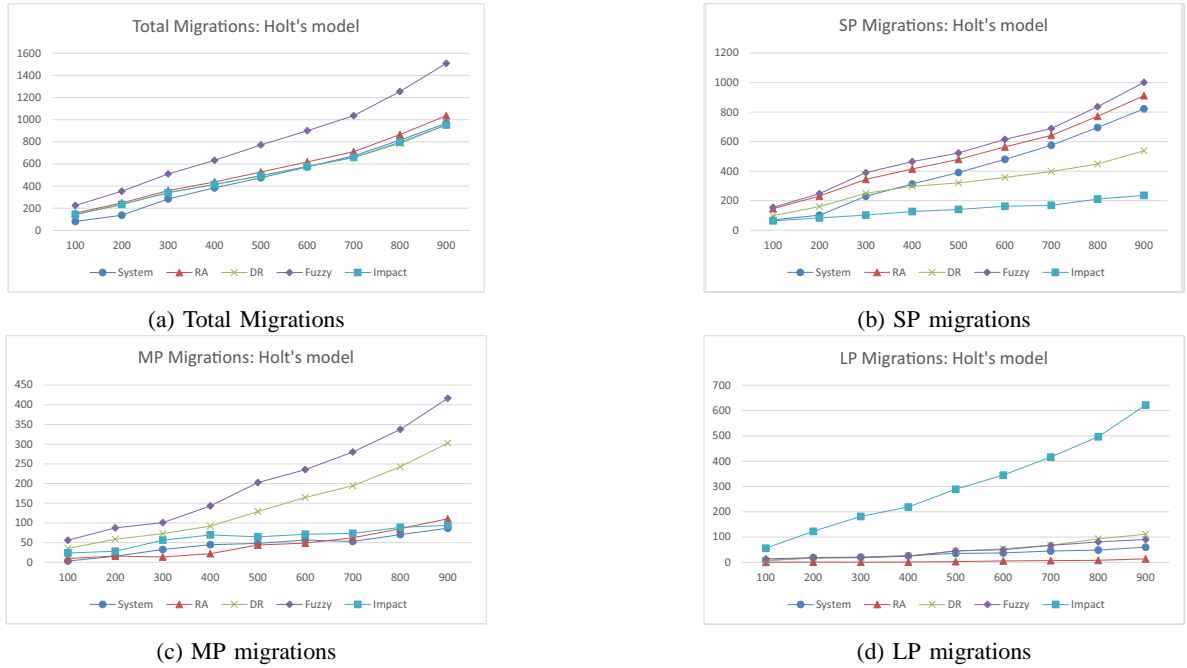 Total Migrations: Holt's model
1600
1400
1200
1000
800
600
400
200
0
100 200 300 400 500 600 700 800 900
System RA DR Fuzzy Impact
(a) Total Migrations
SP Migrations: Holt's model
1200
1000
800
600
400
200
0
100 200 300 400 500 600 700 800 900
System RA DR Fuzzy Impact
(b) SP migrations
MP Migrations: Holt's model
450
400
350
300
250
200
150
100
50
0
100 200 300 400 500 600 700 800 900
System RA DR Fuzzy Impact
(c) MP migrations
LP Migrations: Holt's model
700
600
500
400
300
200
100
0
100 200 300 400 500 600 700 800 900
System RA DR Fuzzy Impact
(d) LP migrations